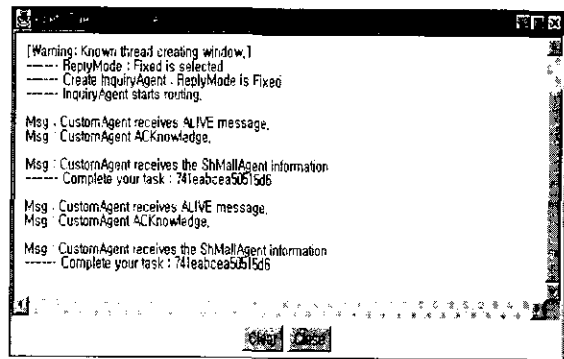 [Warning: Known thread creating window.]
------ ReplyMode : Fixed is selected
------ Create InquiryAgent . ReplyMode is Fixed
------ InquiryAgent starts routing.
Msg : CustomAgent receives ALIVE message.
Msg : CustomAgent ACKnowledge.
Msg : CustomAgent receives the ShMallAgent information
------ Complete your task : 741eabcea50515d6
Msg : CustomAgent receives ALIVE message.
Msg : CustomAgent ACKnowledge.
Msg : CustomAgent receives the ShMallAgent information
------ Complete your task : 741eabcea50515d6
Clear Close